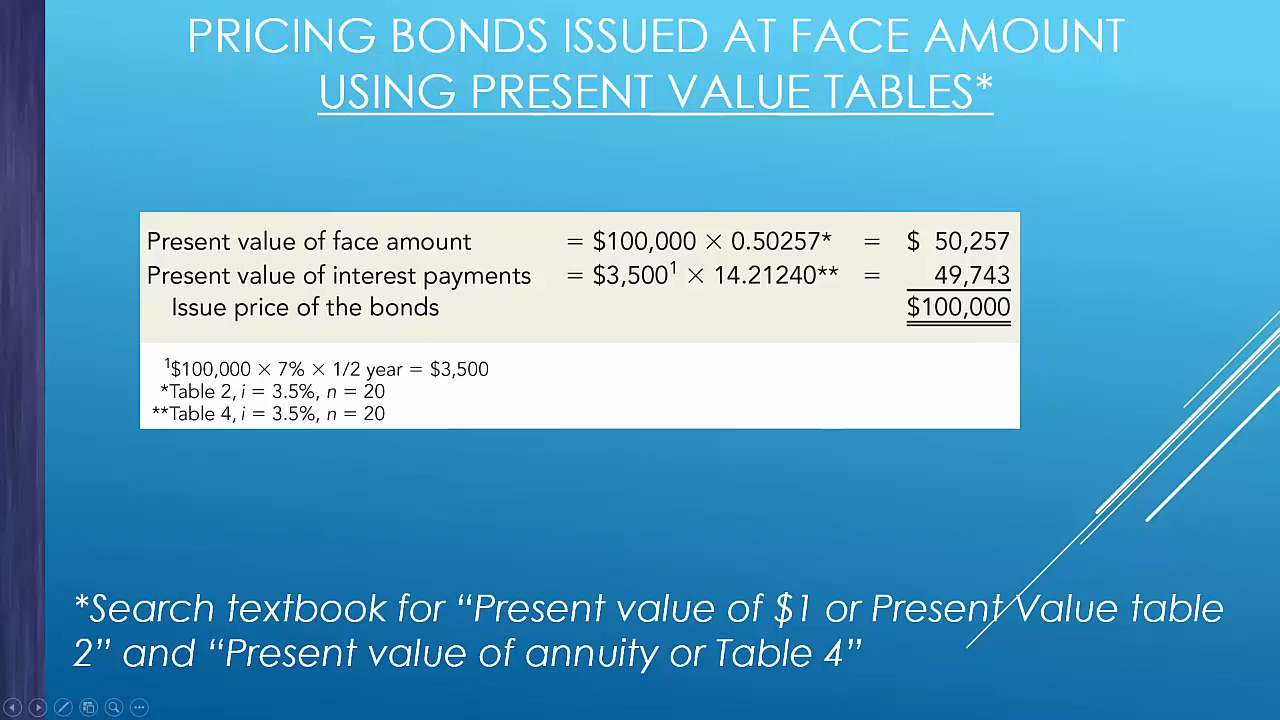 PRICING BONDS ISSUED AT FACE AMOUNT
USING PRESENT VALUE TABLES*
Present value of face amount = $100,000 × 0.50257* = $ 50,257
Present value of interest payments = $3,500¹ × 14.21240** = 49,743
Issue price of the bonds $100,000
¹$100,000 × 7% × 1/2 year = $3,500
*Table 2, i = 3.5%, n = 20
**Table 4, i = 3.5%, n = 20
*Search textbook for “Present value of $1 or Present Value table
2” and “Present value of annuity or Table 4”